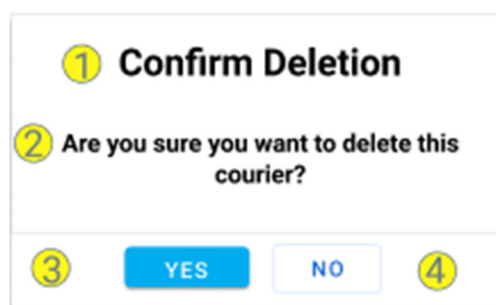 1 Confirm Deletion
2 Are you sure you want to delete this
courier?
3 YES NO 4